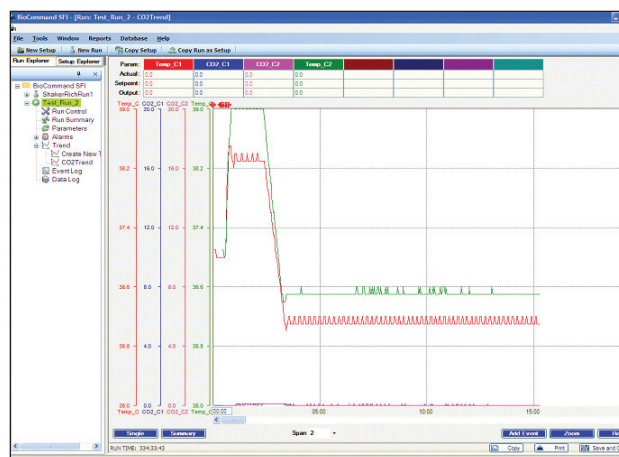 BioCommand SFI - [Run: Test_Run_2 - CO2Trend]
File Tools Window Reports Database Help
New Setup New Run Copy Setup Copy Run as Setup
Run Explorer Setup Explorer
Param: Temp_C1 CO2_C1 CO2_C2 Temp_C2
Actual: 0.0 0.0 0.0 0.0
Setpoint: 0.0 0.0 0.0 0.0
Output: 0.0 0.0 0.0 0.0
BioCommand SFI
ShakerRichRun1
Test_Run_2
Run Control
Run Summary
Parameters
Alarms
Trend
Create New T
CO2Trend
Event Log
Data Log
Temp_C CO2_C1 CO2_C2 Temp_C
39.0 20.0 20.0 39.0
38.2 16.0 16.0 38.2
37.4 12.0 12.0 37.4
36.6 8.0 8.0 36.6
35.8 4.0 4.0 35.8
35.0 0.0 0.0 35.0
Temp_C CO2_C1 CO2_C2 Temp_C
00:00 05:00 10:00 15:00
Single Summary Span 2 Add Event Zoom
RUN TIME: 334:33:43 Copy Print Save and C